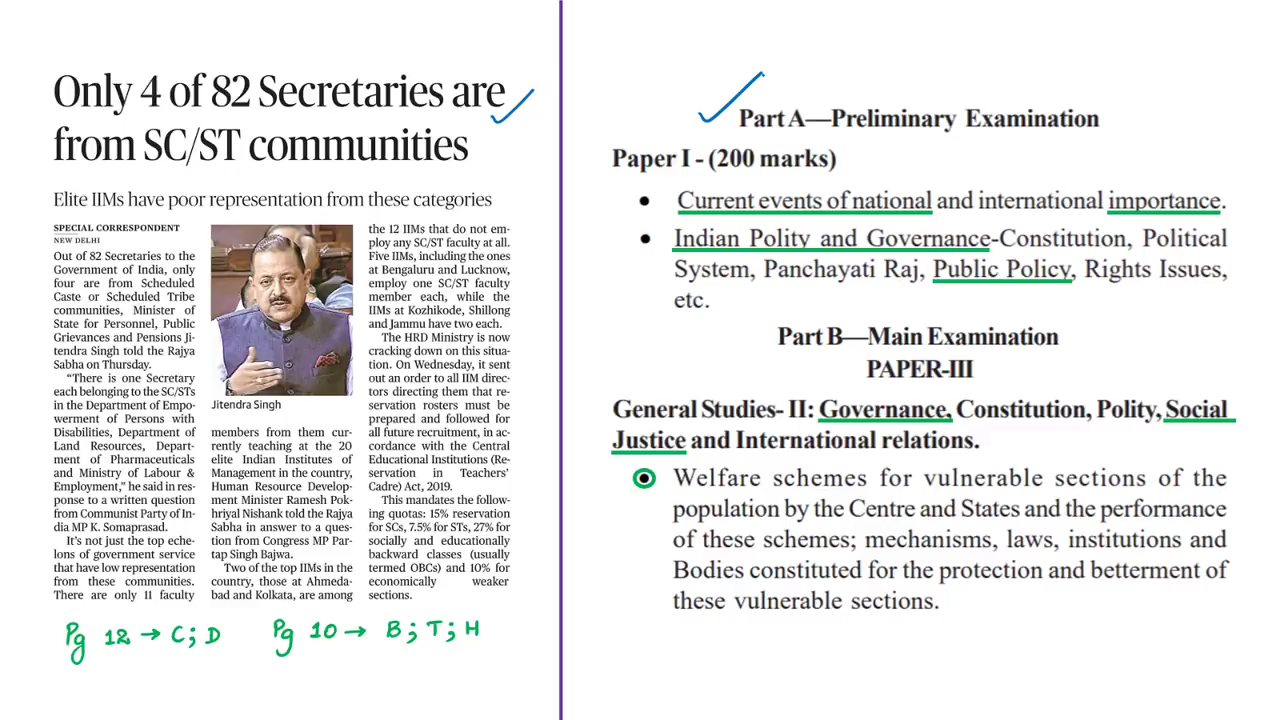 Only 4 of 82 Secretaries are
from SC/ST communities
Elite IIMs have poor representation from these categories
SPECIAL CORRESPONDENT
NEW DELHI
Out of 82 Secretaries to the
Government of India, only
four are from Scheduled
Caste or Scheduled Tribe
communities, Minister of
State for Personnel, Public
Grievances and Pensions Ji-
tendra Singh told the Rajya
Sabha on Thursday.
“There is one Secretary
each belonging to the SC/STs
in the Department of Empo-
werment of Persons with
Disabilities, Department of
Land Resources, Depart-
ment of Pharmaceuticals
and Ministry of Labour &
Employment,” he said in res-
ponse to a written question
from Communist Party of In-
dia MP K. Somaprasad.
It’s not just the top eche-
lons of government service
that have low representation
from these communities.
There are only 11 faculty
Jitendra Singh
members from them cur-
rently teaching at the 20
elite Indian Institutes of
Management in the country,
Human Resource Develop-
ment Minister Ramesh Pok-
hriyal Nishank told the Rajya
Sabha in answer to a ques-
tion from Congress MP Par-
tap Singh Bajwa.
Two of the top IIMs in the
country, those at Ahmeda-
bad and Kolkata, are among
the 12 IIMs that do not em-
ploy any SC/ST faculty at all.
Five IIMs, including the ones
at Bengaluru and Lucknow,
employ one SC/ST faculty
member each, while the
IIMs at Kozhikode, Shillong
and Jammu have two each.
The HRD Ministry is now
cracking down on this situa-
tion. On Wednesday, it sent
out an order to all IIM direc-
tors directing them that re-
servation rosters must be
prepared and followed for
all future recruitment, in ac-
cordance with the Central
Educational Institutions (Re-
servation in Teachers’
Cadre) Act, 2019.
This mandates the follow-
ing quotas: 15% reservation
for SCs, 7.5% for STs, 27% for
socially and educationally
backward classes (usually
termed OBCs) and 10% for
economically weaker
sections.
Pg 12 → C; D
Pg 10 → B; T; H
Part A—Preliminary Examination
Paper I - (200 marks)
• Current events of national and international importance.
• Indian Polity and Governance-Constitution, Political
System, Panchayati Raj, Public Policy, Rights Issues,
etc.
Part B—Main Examination
PAPER-III
General Studies- II: Governance, Constitution, Polity, Social
Justice and International relations.
• Welfare schemes for vulnerable sections of the
population by the Centre and States and the performance
of these schemes; mechanisms, laws, institutions and
Bodies constituted for the protection and betterment of
these vulnerable sections.